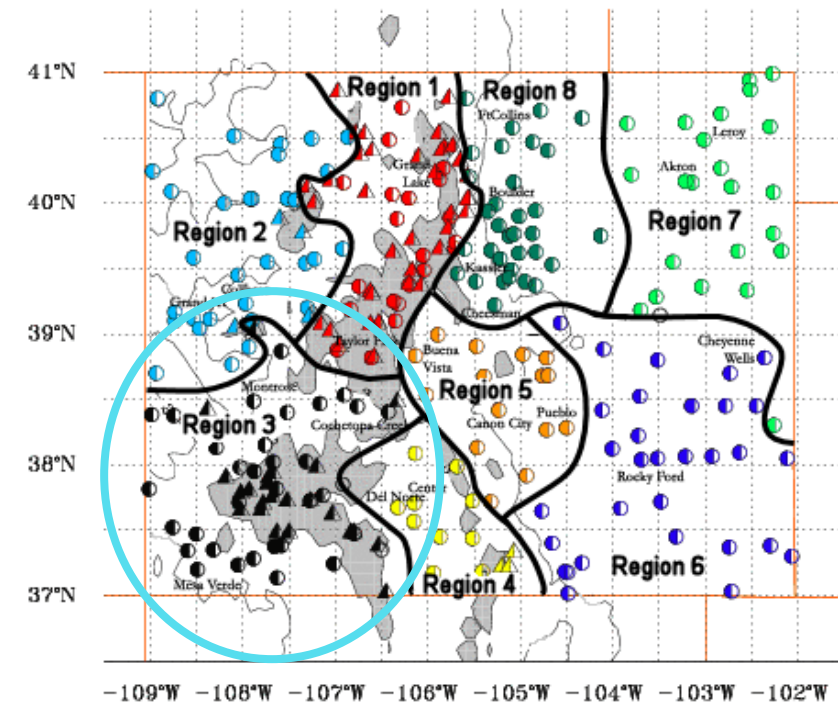 41°N
Region 1
Region 8
FtCollins
Leroy
Grand
Lake
Akron
40°N
Boulder
Region 2
Region 7
Kassler
Cheesman
39°N
Taylor
Buena
Vista
Cheyenne
Wells
Montrose
Region 5
Region 3
Pueblo
Canon City
Cochetopa Creek
38°N
Rocky Ford
Center
Del Norte
Region 6
Mesa Verde
Region 4
37°N
-109°W -108°W -107°W -106°W -105°W -104°W -103°W -102°W